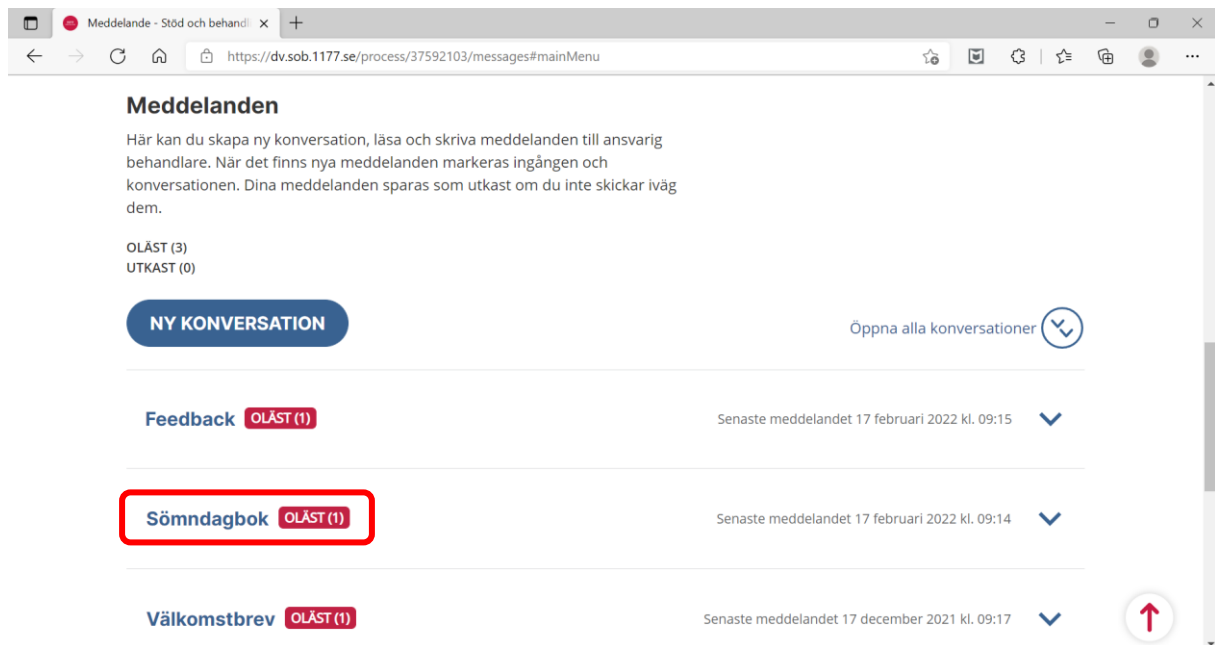 Meddelande - Stöd och behandl
https://dv.sob.1177.se/process/37592103/messages#mainMenu
Meddelanden
Här kan du skapa ny konversation, läsa och skriva meddelanden till ansvarig
behandlare. När det finns nya meddelanden markeras ingången och
konversationen. Dina meddelanden sparas som utkast om du inte skickar iväg
dem.
OLÄST (3)
UTKAST (0)
NY KONVERSATION
Öppna alla konversationer
Feedback OLÄST (1) Senaste meddelandet 17 februari 2022 kl. 09:15
Sömndagbok OLÄST (1) Senaste meddelandet 17 februari 2022 kl. 09:14
Välkomstbrev OLÄST (1) Senaste meddelandet 17 december 2021 kl. 09:17